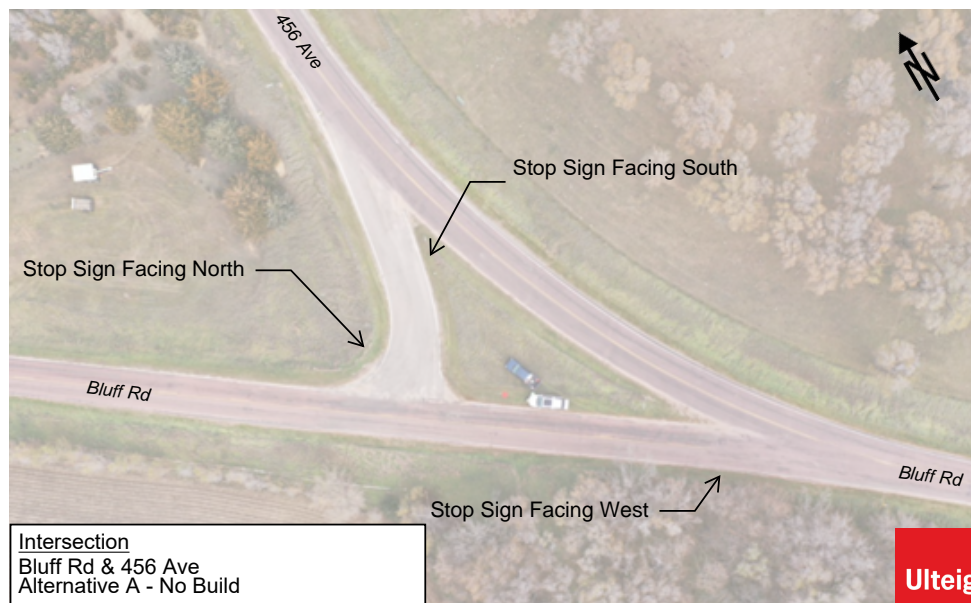 456 Ave
Stop Sign Facing South
Stop Sign Facing North
Bluff Rd
Bluff Rd
Stop Sign Facing West
Intersection
Bluff Rd & 456 Ave
Alternative A - No Build